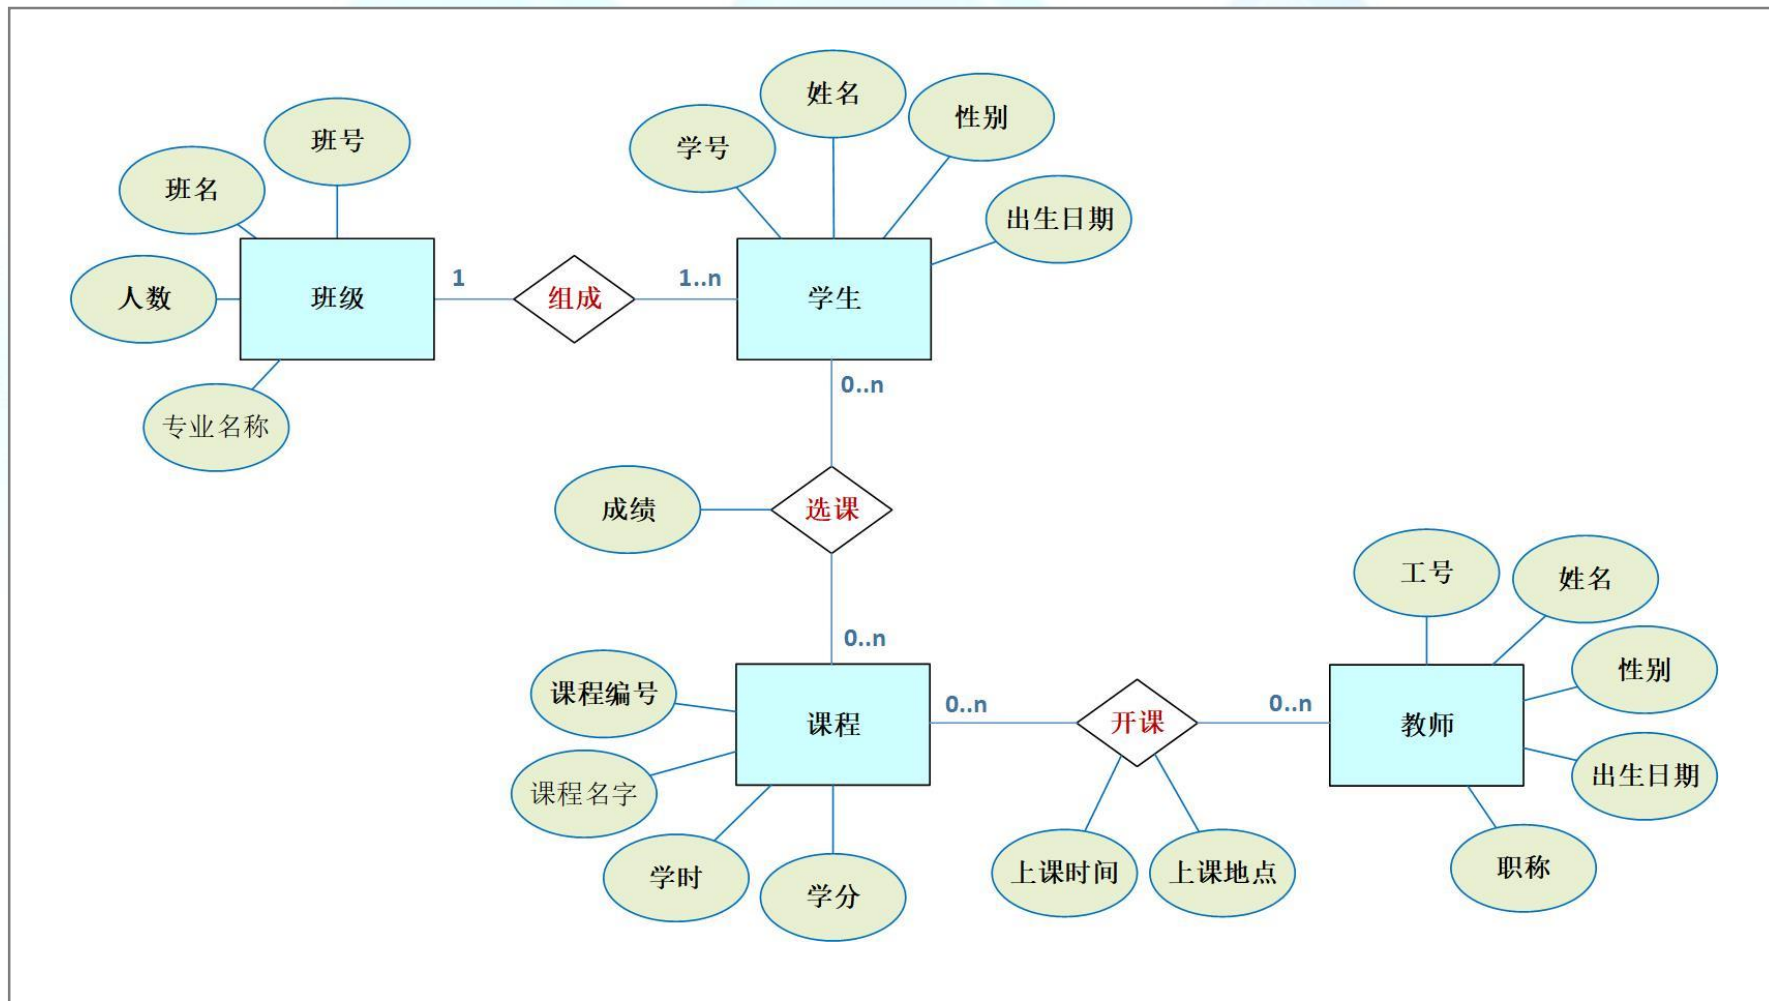 姓名
性别
班号
学号
班名
出生日期
人数
班级
1
组成
1..n
学生
0..n
专业名称
成绩
选课
工号
姓名
0..n
性别
课程编号
课程
0..n
开课
0..n
教师
课程名字
出生日期
学时
学分
上课时间
上课地点
职称